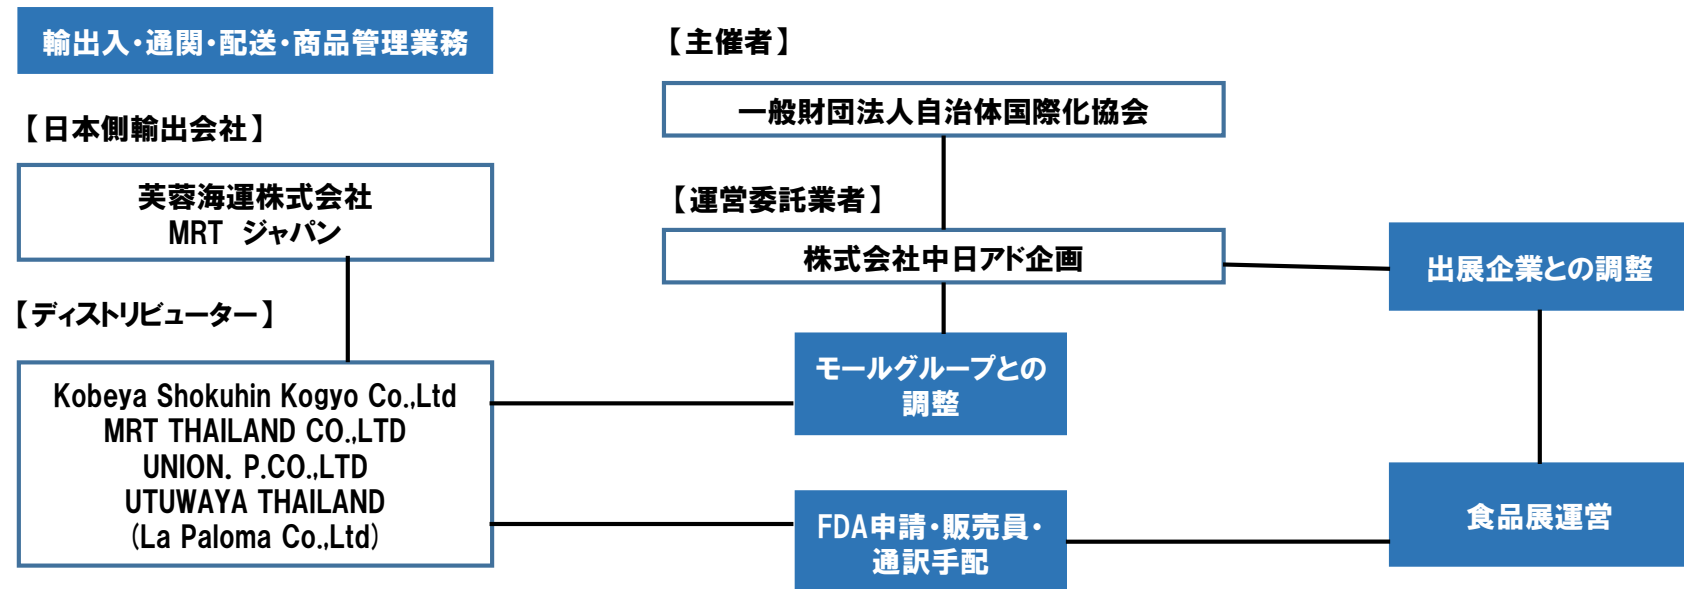 輸出入・通関・配送・商品管理業務
【日本側輸出会社】
芙蓉海運株式会社
MRT ジャパン
【ディストリビューター】
Kobeya Shokuhin Kogyo Co.,Ltd
MRT THAILAND CO.,LTD
UNION. P.CO.,LTD
UTUWAYA THAILAND
(La Paloma Co.,Ltd)
【主催者】
一般財団法人自治体国際化協会
【運営委託業者】
株式会社中日アド企画
モールグループとの
調整
FDA申請・販売員・
通訳手配
出展企業との調整
食品展運営